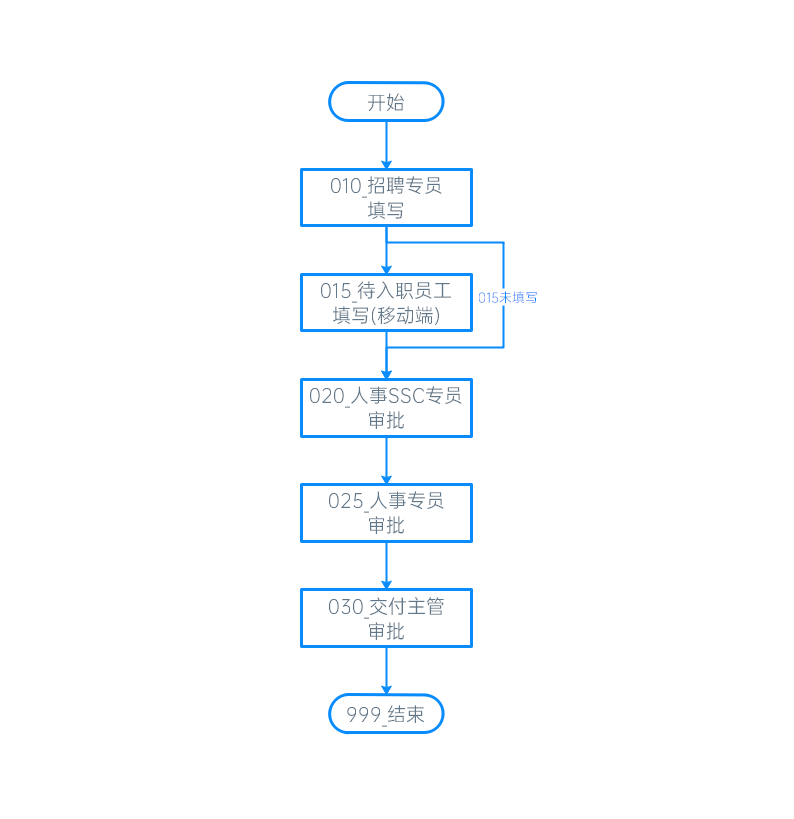 开始
010_招聘专员
填写
015_待入职员工
填写(移动端)
015未填写
020_人事SSC专员
审批
025_人事专员
审批
030_交付主管
审批
999_结束